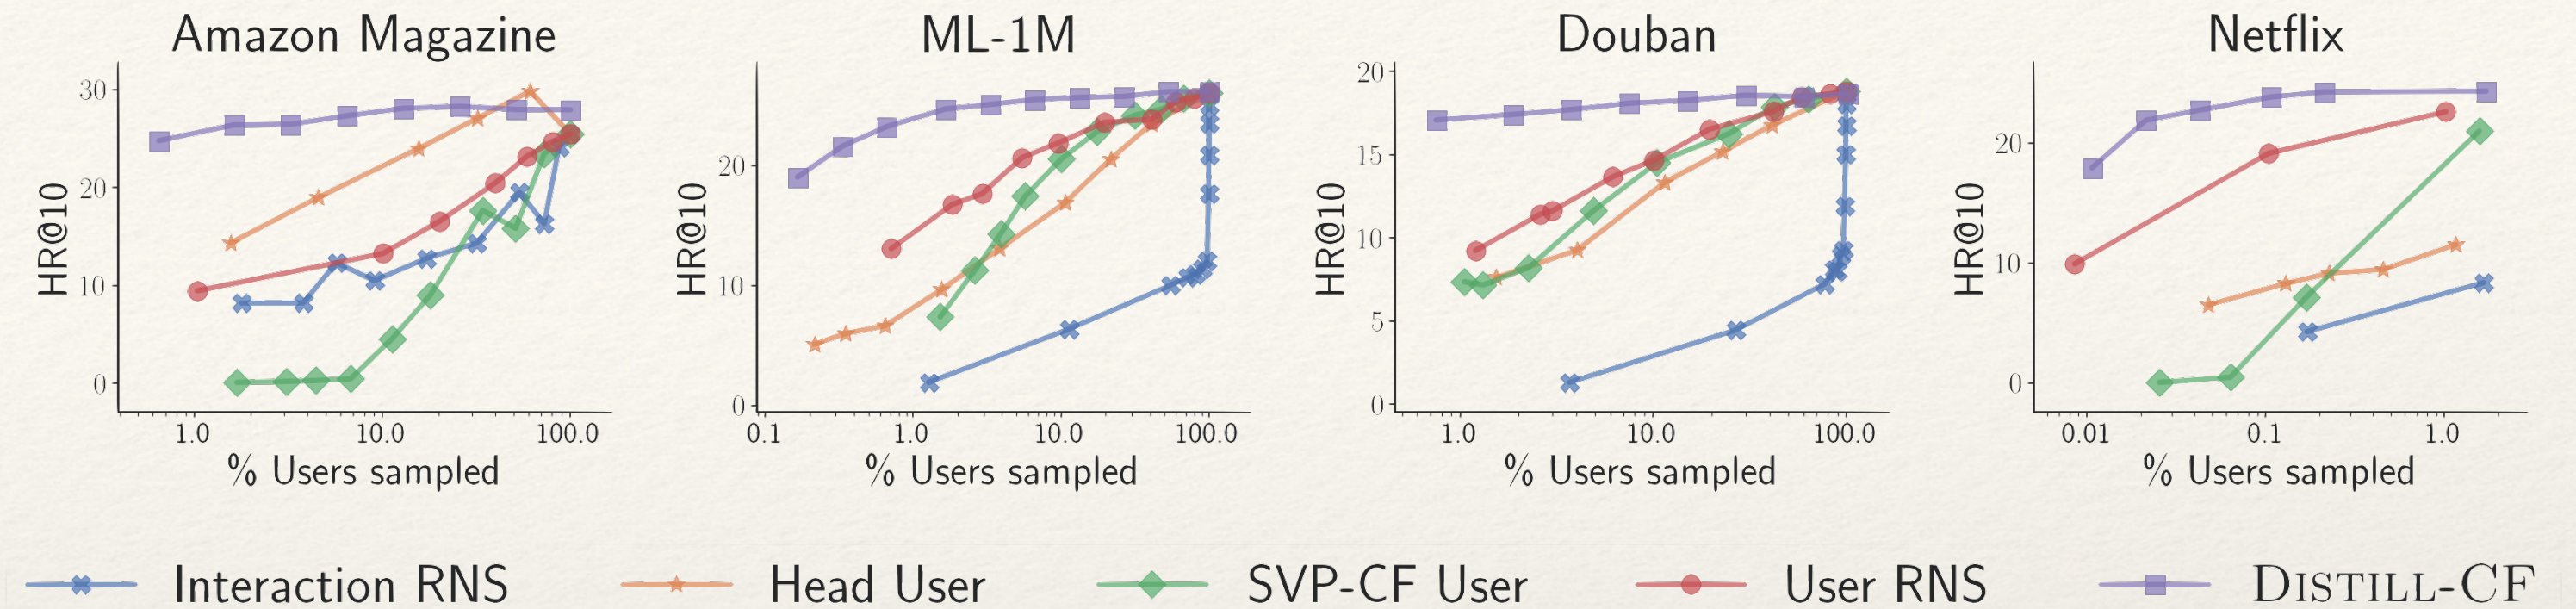 Amazon Magazine
HR@10
30
20
10
0
1.0 10.0 100.0
% Users sampled
ML-1M
HR@10
20
10
0
0.1 1.0 10.0 100.0
% Users sampled
Douban
HR@10
20
15
10
5
0
1.0 10.0 100.0
% Users sampled
Netflix
HR@10
20
10
0
0.01 0.1 1.0
% Users sampled
Interaction RNS Head User SVP-CF User User RNS DISTILL-CF